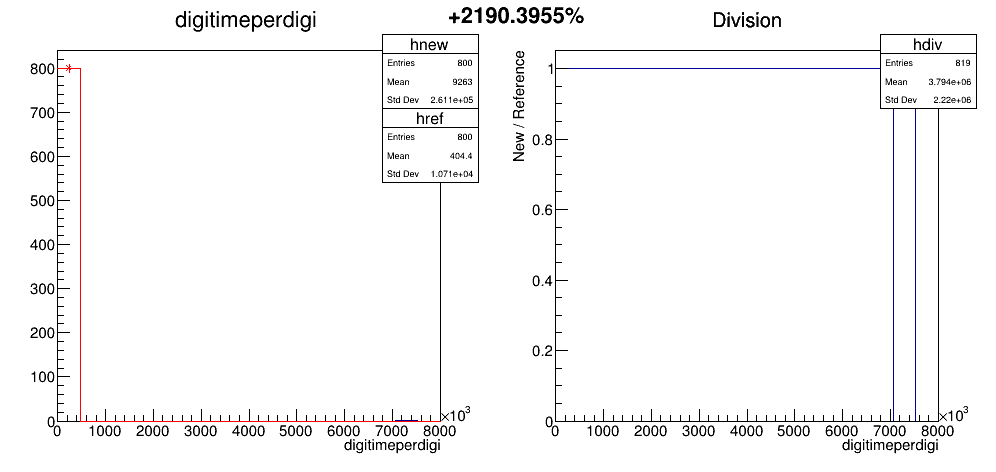 digitimeperdigi
+2190.3955%
Division
hnew
Entries 800
Mean 9263
Std Dev 2.611e+05
href
Entries 800
Mean 404.4
Std Dev 1.071e+04
800
700
600
500
400
300
200
100
0
0 1000 2000 3000 4000 5000 6000 7000 8000
×10³
digitimeperdigi
hdiv
Entries 819
Mean 3.794e+06
Std Dev 2.22e+06
New / Reference
1
0.8
0.6
0.4
0.2
0
0 1000 2000 3000 4000 5000 6000 7000 8000
×10³
digitimeperdigi